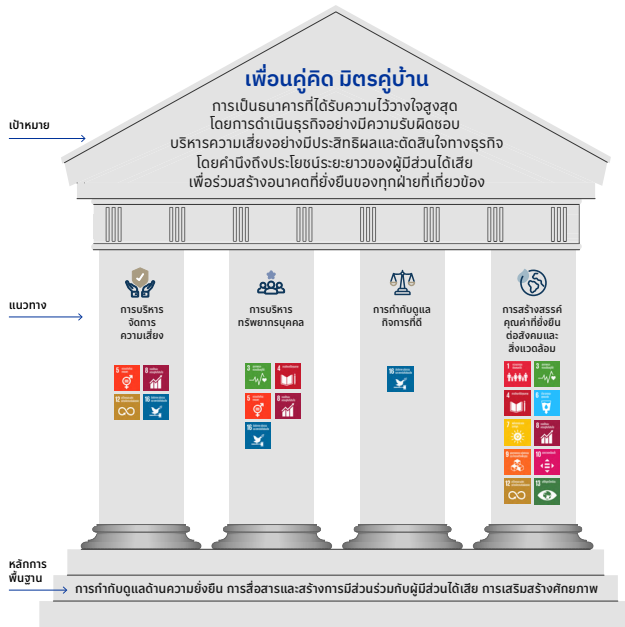 เพื่อนคู่คิด มิตรคู่บ้าน
เป้าหมาย
การเป็นธนาคารที่ได้รับความไว้วางใจสูงสุด
โดยการดำเนินธุรกิจอย่างมีความรับผิดชอบ
บริหารความเสี่ยงอย่างมีประสิทธิผลและตัดสินใจทางธุรกิจ
โดยคำนึงถึงประโยชน์ระยะยาวของผู้มีส่วนได้เสีย
เพื่อร่วมสร้างอนาคตที่ยั่งยืนของทุกฝ่ายที่เกี่ยวข้อง
แนวทาง
การบริหาร
จัดการ
ความเสี่ยง
5
8
12
16
การบริหาร
ทรัพยากรบุคคล
3
4
5
8
16
การกำกับดูแล
กิจการที่ดี
16
การสร้างสรรค์
คุณค่าที่ยั่งยืน
ต่อสังคมและ
สิ่งแวดล้อม
1
3
4
6
7
8
9
10
12
13
หลักการ
พื้นฐาน
การกำกับดูแลด้านความยั่งยืน การสื่อสารและสร้างการมีส่วนร่วมกับผู้มีส่วนได้เสีย การเสริมสร้างศักยภาพ